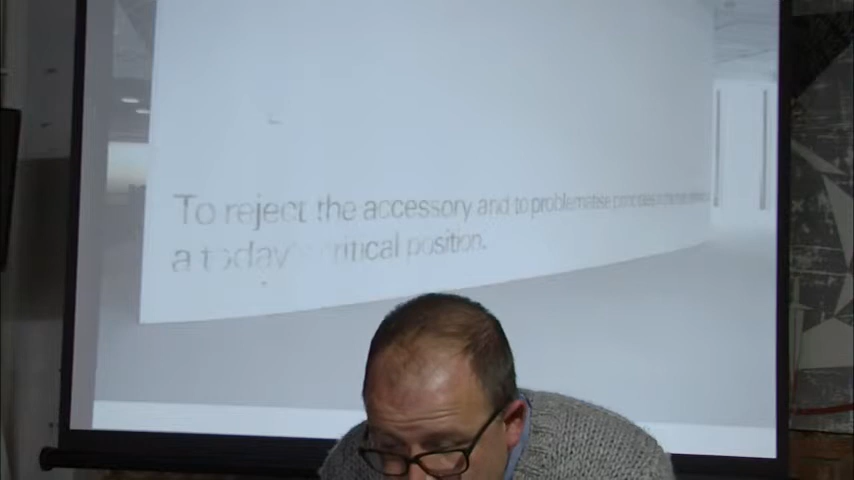 To reject the accessory and to problematise
a today's critical position.